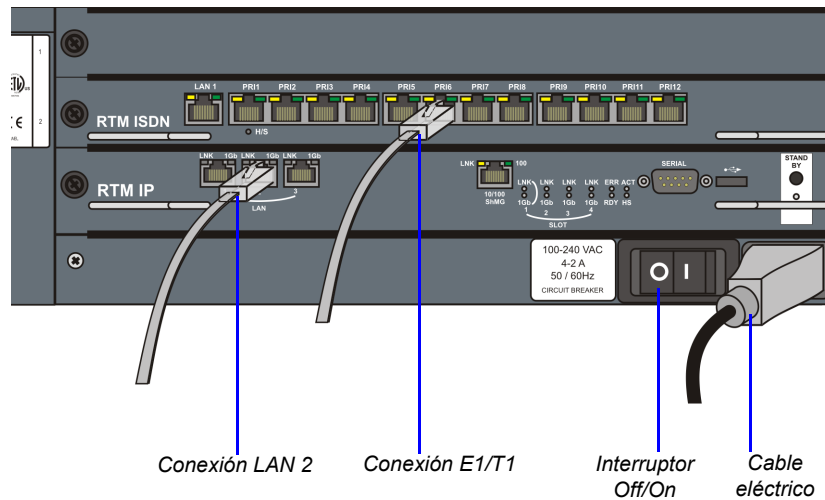 1
LAN 1 PRI1 PRI2 PRI3 PRI4 PRI5 PRI6 PRI7 PRI8 PRI9 PRI10 PRI11 PRI12
us
RTM ISDN
2
H/S
LNK 1Gb LNK 1Gb LNK 1Gb
LNK 100
SERIAL
STAND
BY
LNK LNK LNK LNK ERR ACT
RTM IP
10/100
ShMG
1Gb 1Gb 1Gb 1Gb RDY HS
3
1 2 3 4
LAN
SLOT
100-240 VAC
4-2 A
50 / 60Hz
CIRCUIT BREAKER
O I
Conexión LAN 2
Conexión E1/T1
Interruptor
Off/On
Cable
eléctrico